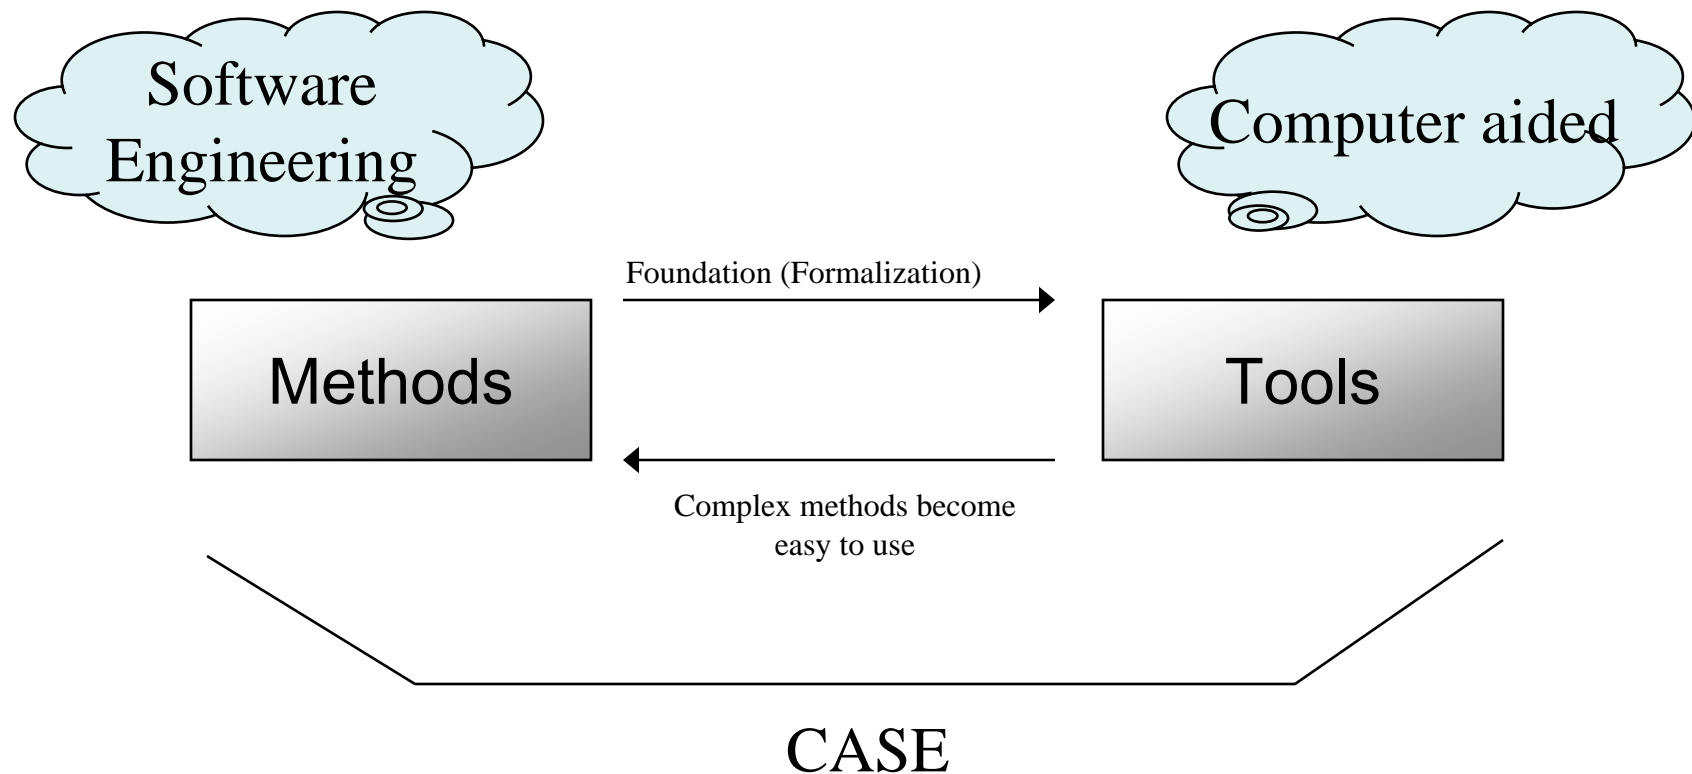 Software
Engineering
Computer aided
Foundation (Formalization)
Methods
Tools
Complex methods become
easy to use
CASE